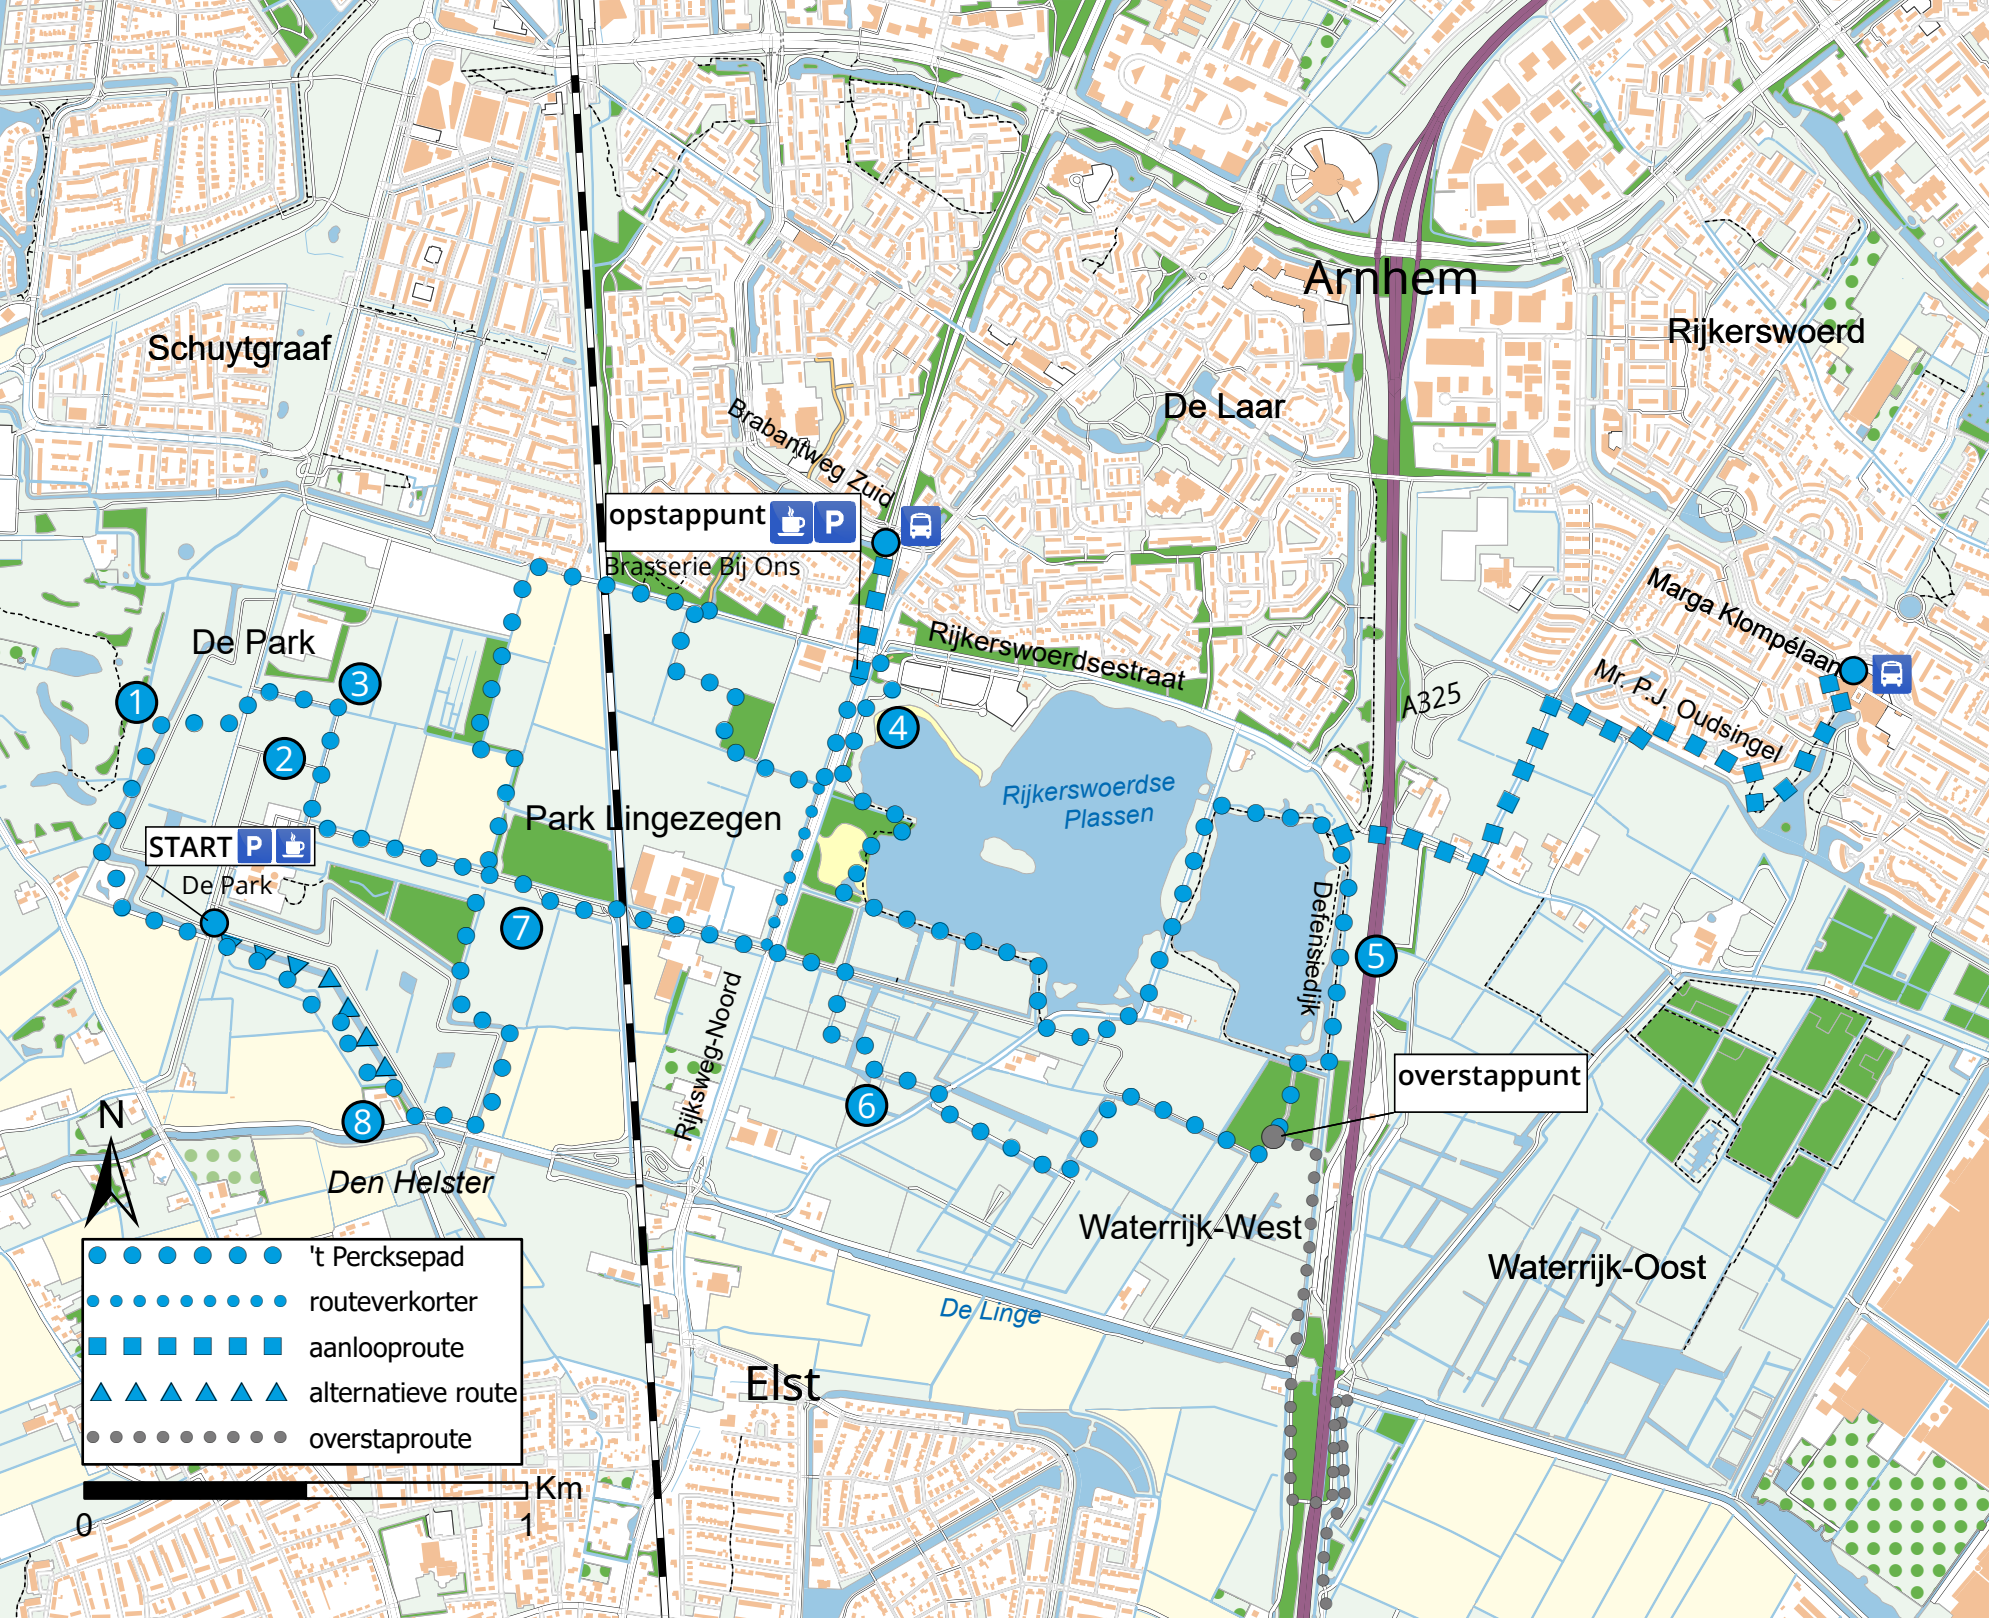 Arnhem
Schuytgraaf
Rijkerswoerd
De Laar
Brabantweg Zuid
opstappunt
P
Brasserie Bij Ons
Marga Klompélaan
Rijkerswoerdsestraat
Mr. P.J. Oudsingel
A325
De Park
1
2
3
4
START P
De Park
Park Lingezegen
Rijkerswoerdse
Plassen
Defensiedijk
5
7
Rijksweg-Noord
overstappunt
6
8
N
Den Helster
Waterrijk-West
Waterrijk-Oost
De Linge
Elst
't Percksepad
routeverkorter
aanlooproute
alternatieve route
overstaproute
Km
0
1